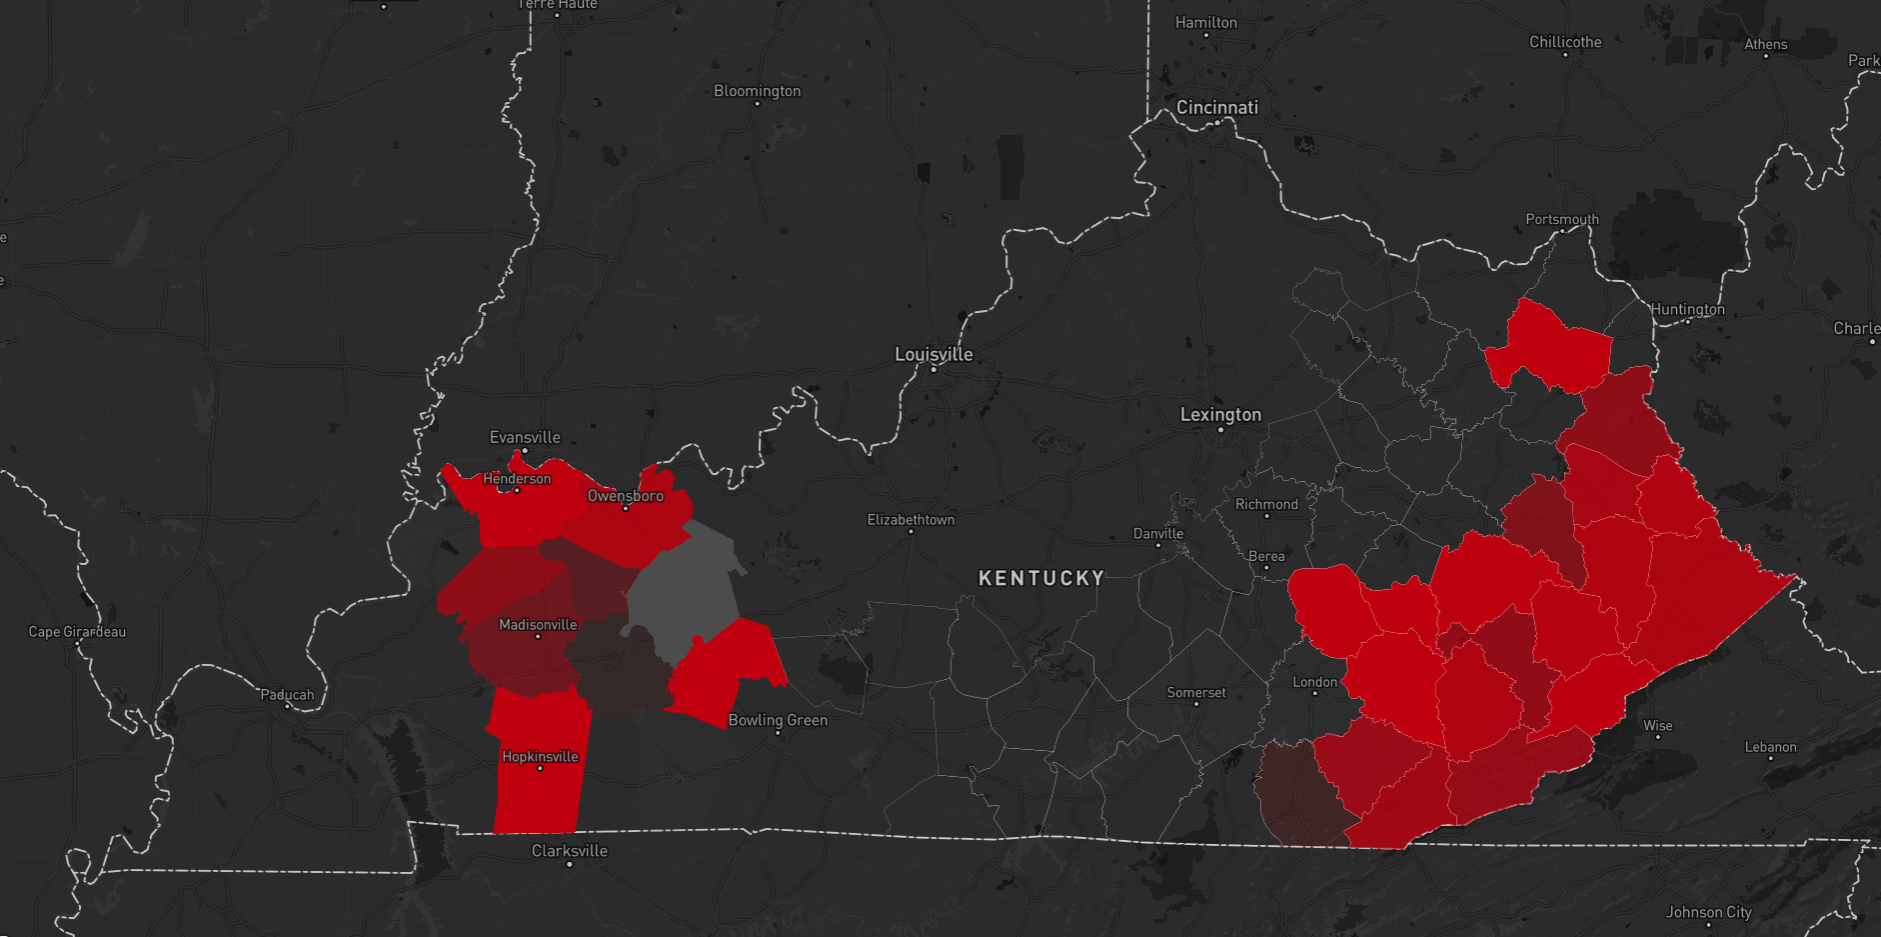 Terre Haute
Hamilton
Chillicothe
Athens
Park
Bloomington
Cincinnati
Portsmouth
e
e
Huntington
Charle
Louisville
Lexington
Evansville
Henderson
Owensboro
Richmond
Elizabethtown
Danville
Berea
KENTUCKY
Cape Girardeau
Madisonville
London
Somerset
Paducah
Bowling Green
Wise
Lebanon
Hopkinsville
Clarksville
Johnson City